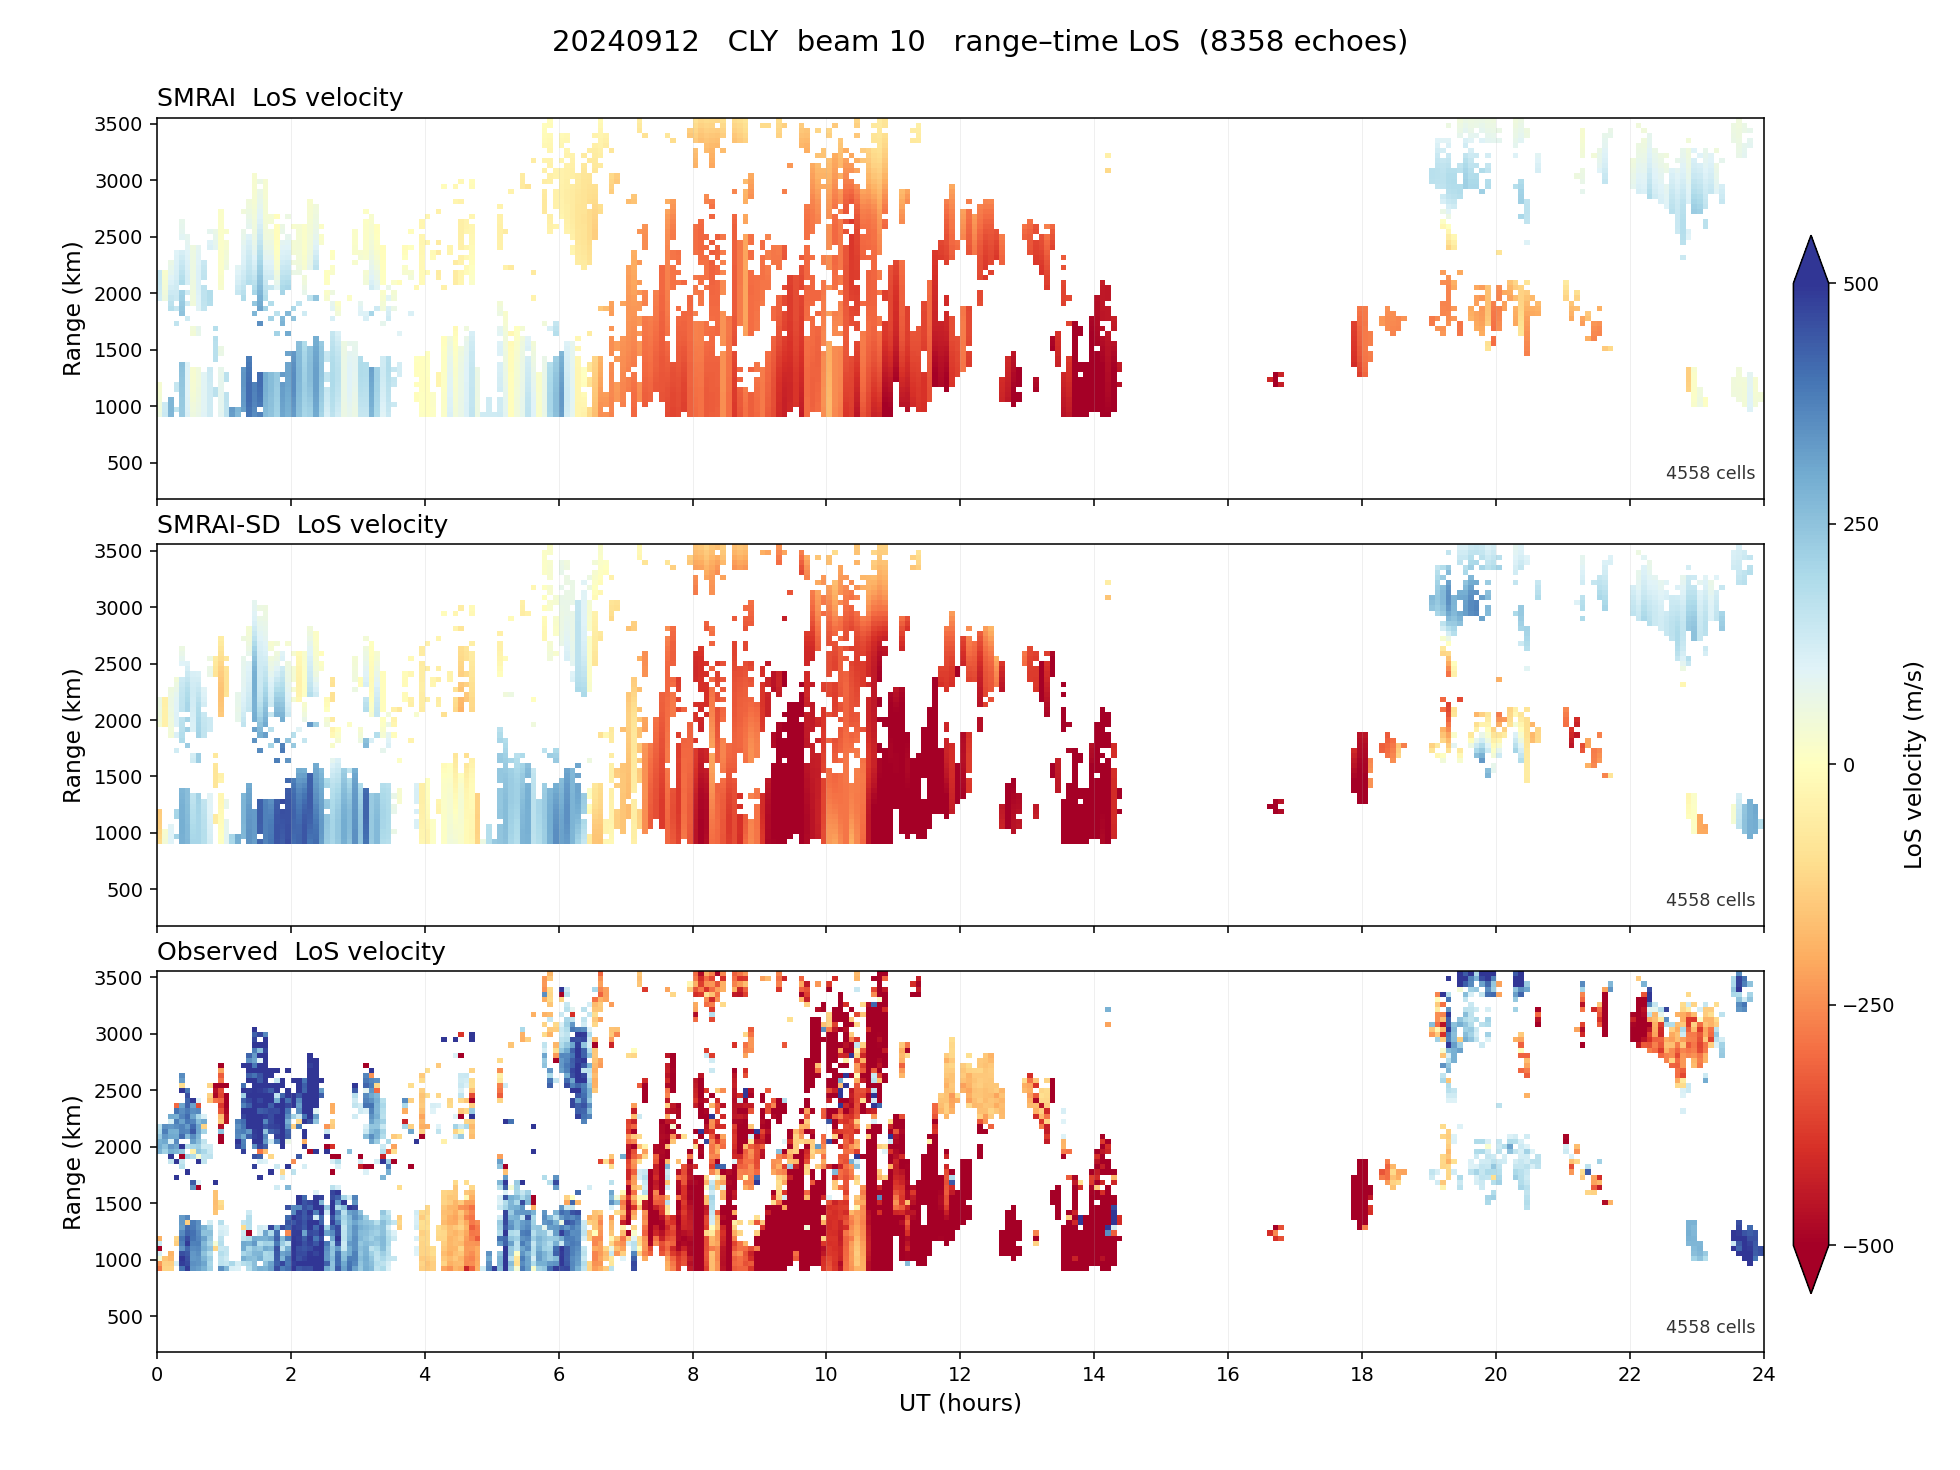 20240912   CLY  beam 10   range–time LoS  (8358 echoes)
SMRAI  LoS velocity
3500
3000
2500
2000
1500
1000
500
Range (km)
4558 cells
SMRAI-SD  LoS velocity
3500
3000
2500
2000
1500
1000
500
Range (km)
4558 cells
Observed  LoS velocity
3500
3000
2500
2000
1500
1000
500
Range (km)
4558 cells
0 2 4 6 8 10 12 14 16 18 20 22 24
UT (hours)
500
250
0
−250
−500
LoS velocity (m/s)